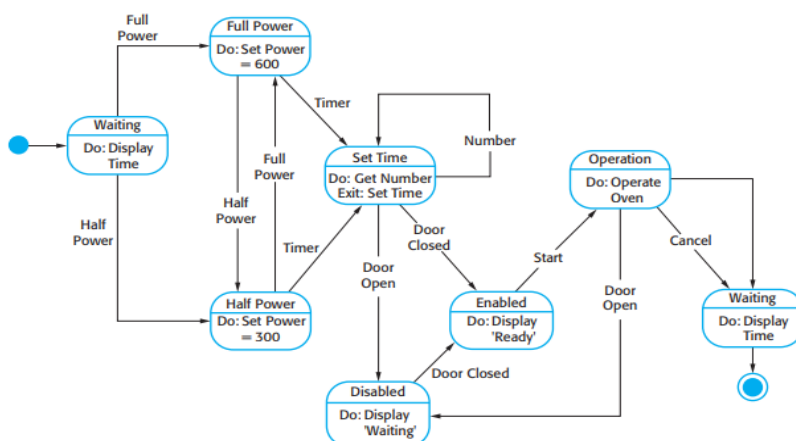 Full
Power
Full Power
Do: Set Power
= 600
Timer
Waiting
Do: Display
Time
Full
Power
Half
Power
Half
Power
Timer
Half Power
Do: Set Power
= 300
Number
Set Time
Do: Get Number
Exit: Set Time
Door
Closed
Door
Open
Start
Enabled
Do: Display
'Ready'
Door Closed
Disabled
Do: Display
'Waiting'
Operation
Do: Operate
Oven
Cancel
Door
Open
Waiting
Do: Display
Time